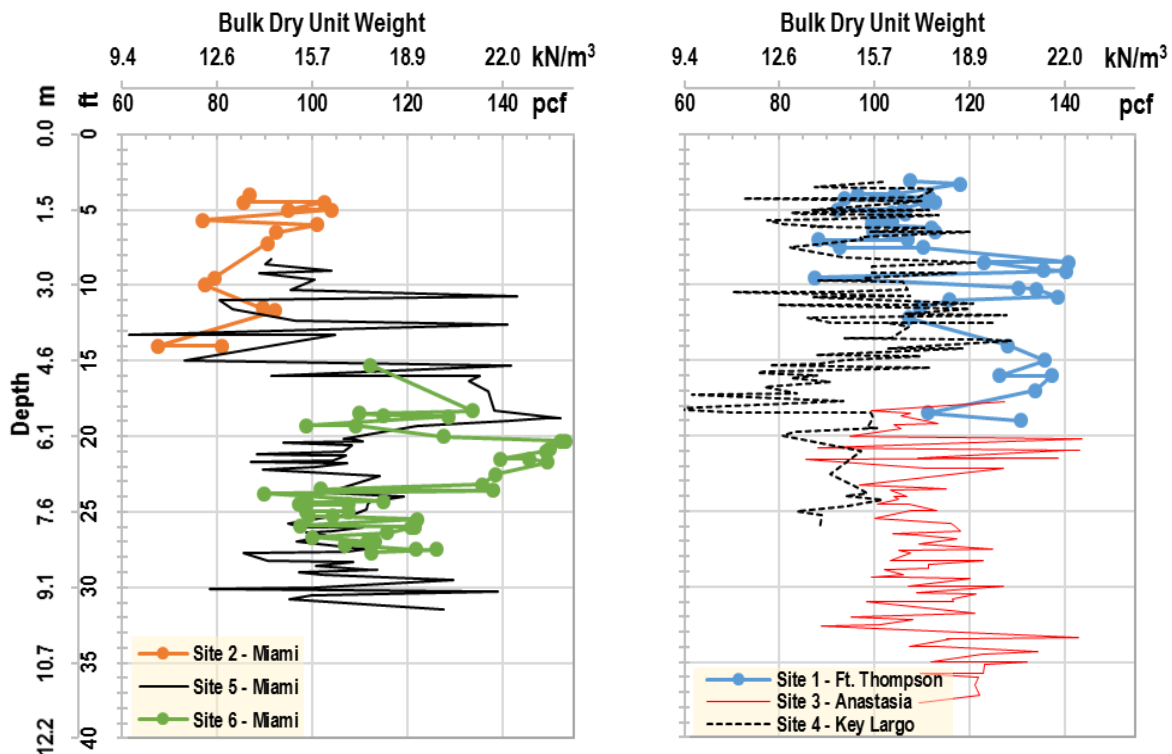 Bulk Dry Unit Weight
9.4 12.6 15.7 18.9 22.0 kN/m³
m ft 60 80 100 120 140 pcf
0.0 0
1.5 5
3.0 10
4.6 15
6.1 20
7.6 25
9.1 30
10.7 35
12.2 40
Depth
Site 2 - Miami
Site 5 - Miami
Site 6 - Miami
Bulk Dry Unit Weight
9.4 12.6 15.7 18.9 22.0 kN/m³
60 80 100 120 140 pcf
Site 1 - Ft. Thompson
Site 3 - Anastasia
Site 4 - Key Largo